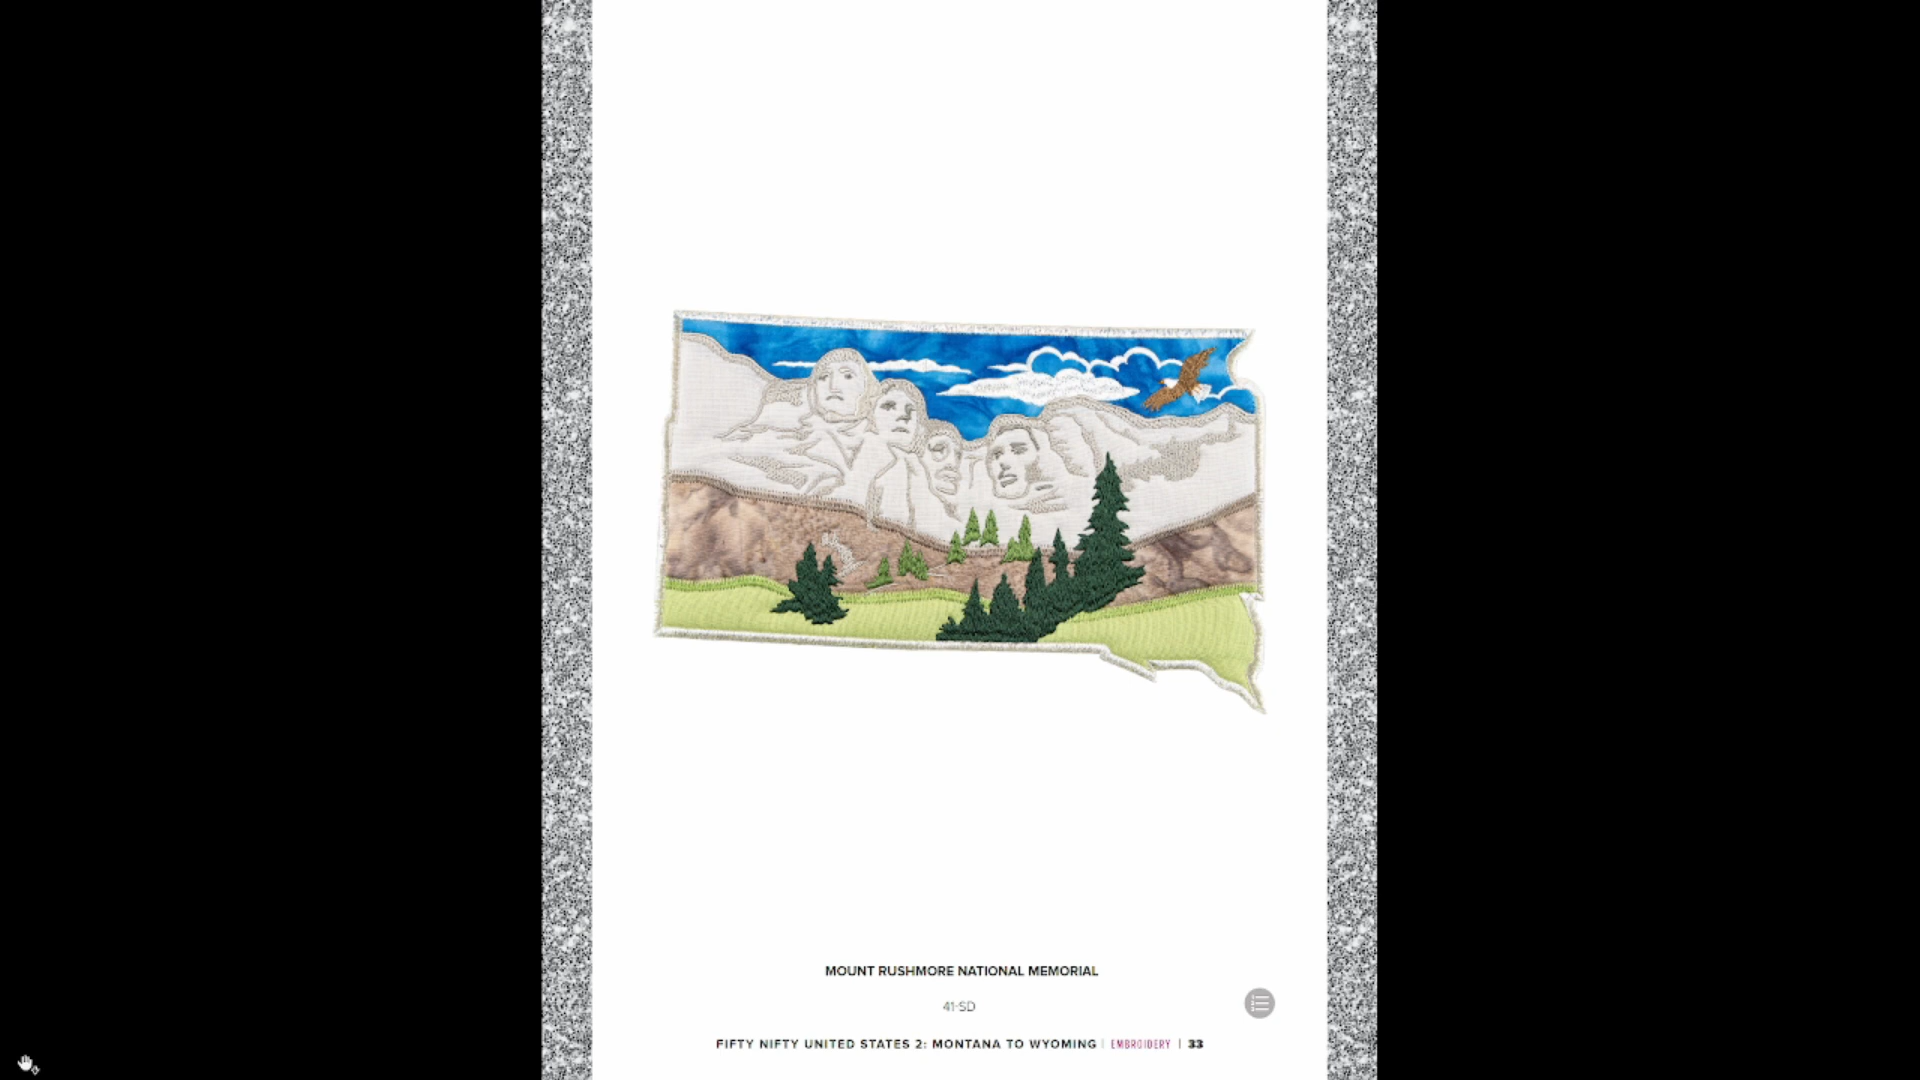 MOUNT RUSHMORE NATIONAL MEMORIAL
41-SD
FIFTY NIFTY UNITED STATES 2: MONTANA TO WYOMING | EMBROIDERY | 33